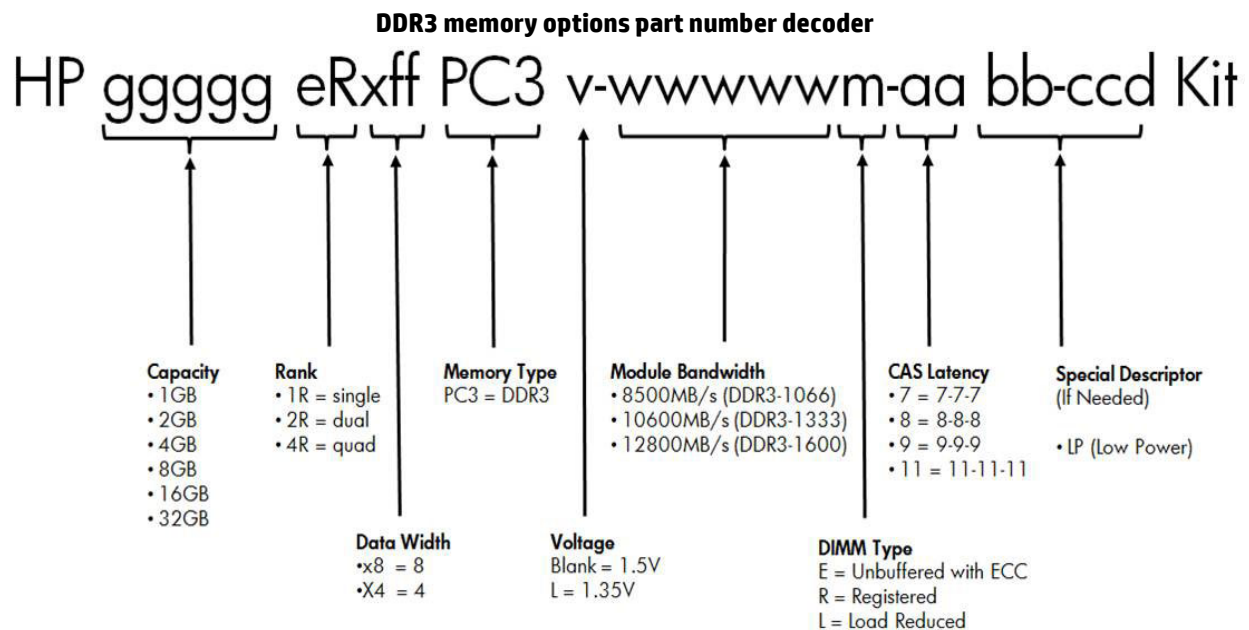 DDR3 memory options part number decoder
HP ggggg eRxff PC3 v-wwwwwm-aa bb-ccd Kit
Capacity
• 1GB
• 2GB
• 4GB
• 8GB
• 16GB
• 32GB
Rank
• 1R = single
• 2R = dual
• 4R = quad
Memory Type
PC3 = DDR3
Module Bandwidth
• 8500MB/s (DDR3-1066)
• 10600MB/s (DDR3-1333)
• 12800MB/s (DDR3-1600)
CAS Latency
• 7 = 7-7-7
• 8 = 8-8-8
• 9 = 9-9-9
• 11 = 11-11-11
Special Descriptor
(If Needed)
• LP (Low Power)
Data Width
•x8 = 8
•X4 = 4
Voltage
Blank = 1.5V
L = 1.35V
DIMM Type
E = Unbuffered with ECC
R = Registered
L = Load Reduced